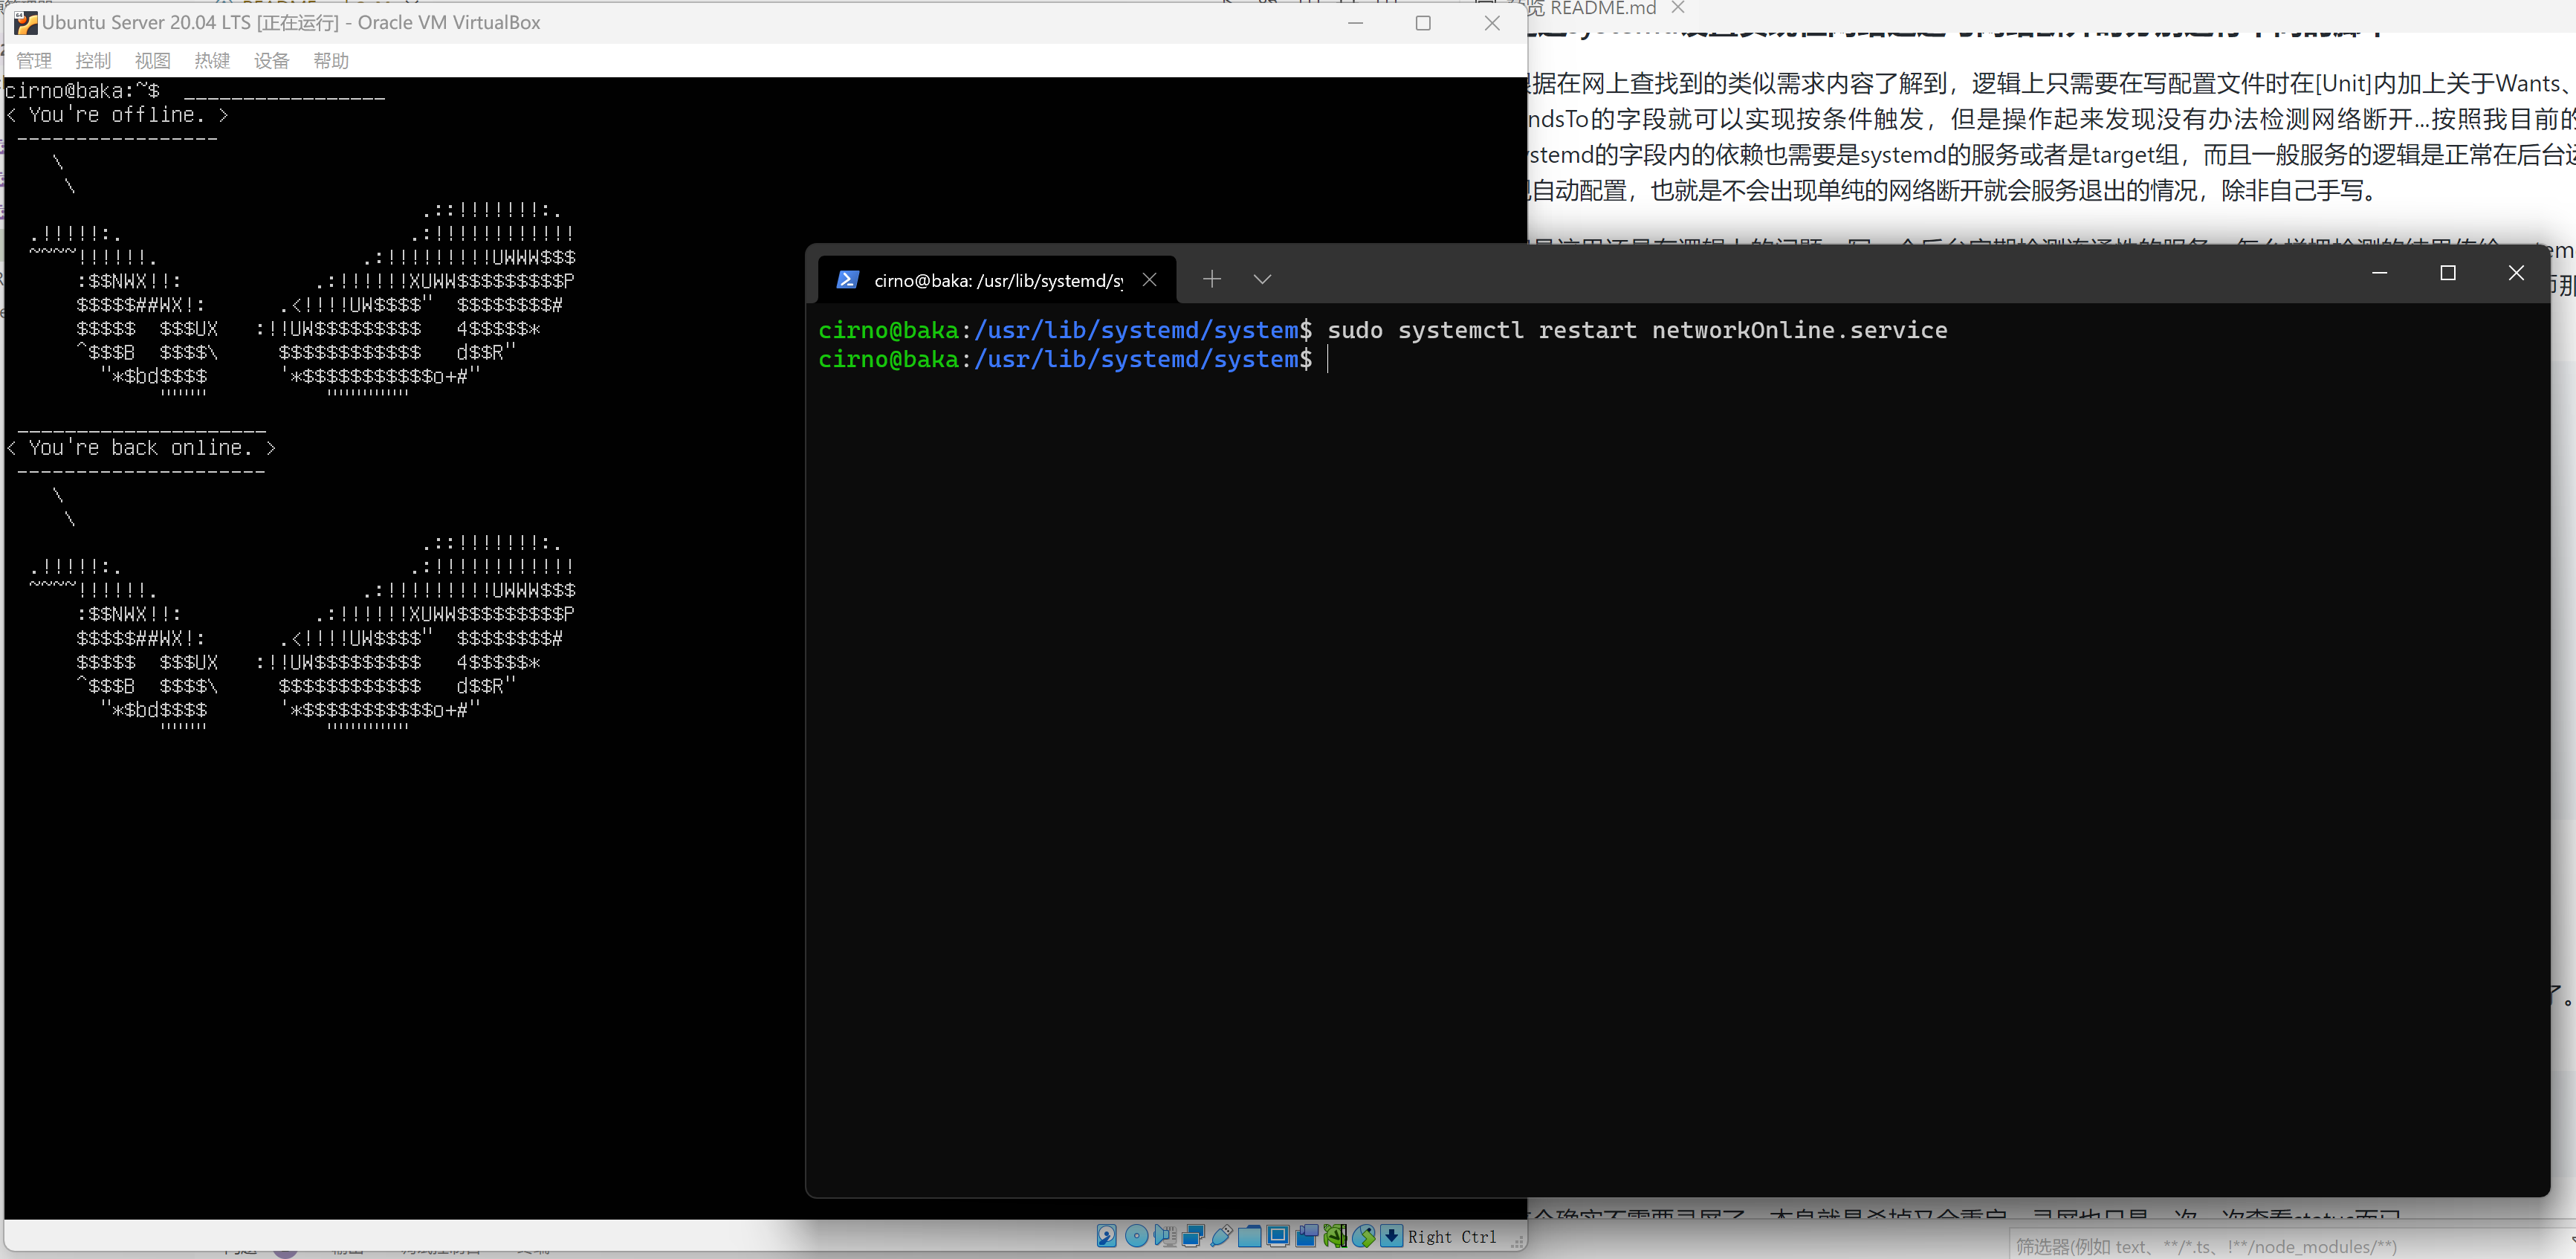 Ubuntu Server 20.04 LTS [正在运行] - Oracle VM VirtualBox
管理 控制 视图 热键 设备 帮助
cirno@baka:~$  _________________
< You're offline. >
 -----------------
    \
     \
                                   .::!!!!!!!:.
  .!!!!!:.                        .:!!!!!!!!!!!!
  ~~~~!!!!!!.                 .:!!!!!!!!!UWWW$$$
      :$$NWX!!:           .:!!!!!!XUWW$$$$$$$$$P
      $$$$$##WX!:      .<!!!!UW$$$$"  $$$$$$$$#
      $$$$$  $$$UX   :!!UW$$$$$$$$$   4$$$$$*
      ^$$$B  $$$$\     $$$$$$$$$$$$   d$$R"
        "*$bd$$$$      '*$$$$$$$$$$$o+#"
             """"          """""""
 _____________________
< You're back online. >
 ---------------------
    \
     \
                                   .::!!!!!!!:.
  .!!!!!:.                        .:!!!!!!!!!!!!
  ~~~~!!!!!!.                 .:!!!!!!!!!UWWW$$$
      :$$NWX!!:           .:!!!!!!XUWW$$$$$$$$$P
      $$$$$##WX!:      .<!!!!UW$$$$"  $$$$$$$$#
      $$$$$  $$$UX   :!!UW$$$$$$$$$   4$$$$$*
      ^$$$B  $$$$\     $$$$$$$$$$$$   d$$R"
        "*$bd$$$$      '*$$$$$$$$$$$o+#"
             """"          """""""
Right Ctrl
cirno@baka: /usr/lib/systemd/sy
cirno@baka:/usr/lib/systemd/system$ sudo systemctl restart networkOnline.service
cirno@baka:/usr/lib/systemd/system$
README.md
据在网上查找到的类似需求内容了解到，逻辑上只需要在写配置文件时在[Unit]内加上关于Wants、
ndsTo的字段就可以实现按条件触发，但是操作起来发现没有办法检测网络断开...按照我目前的
stemd的字段内的依赖也需要是systemd的服务或者是target组，而且一般服务的逻辑是正常在后台
自动配置，也就是不会出现单纯的网络断开就会服务退出的情况，除非自己手写。
了。
筛选器(例如 text、**/*.ts、!**/node_modules/**)